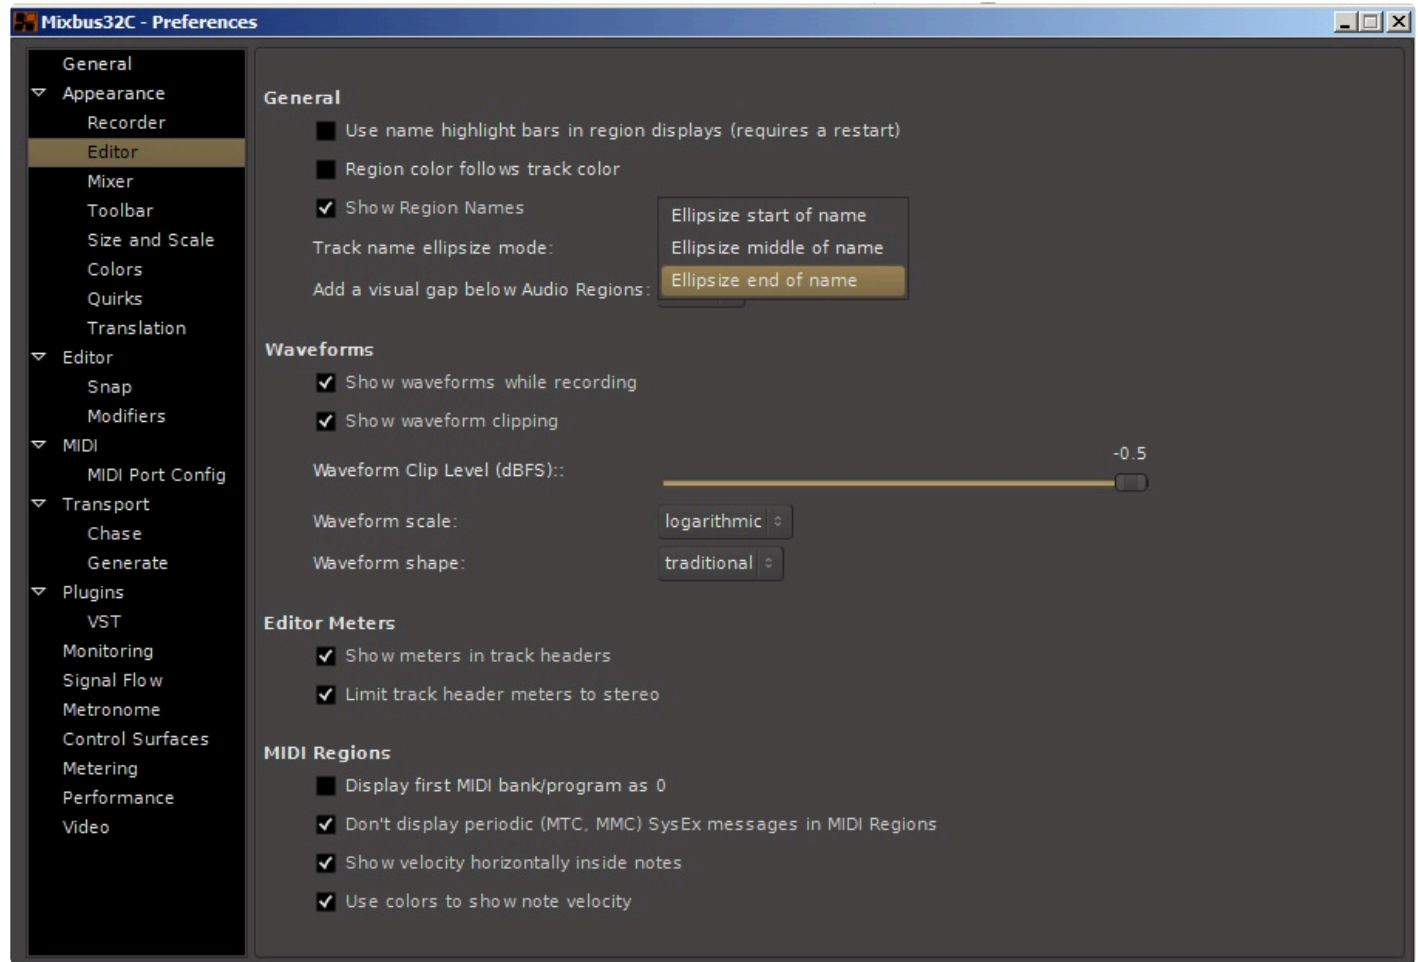 Mixbus32C - Preferences
General
Appearance
Recorder
Editor
Mixer
Toolbar
Size and Scale
Colors
Quirks
Translation
Editor
Snap
Modifiers
MIDI
MIDI Port Config
Transport
Chase
Generate
Plugins
VST
Monitoring
Signal Flow
Metronome
Control Surfaces
Metering
Performance
Video
General
Use name highlight bars in region displays (requires a restart)
Region color follows track color
Show Region Names
Track name ellipsize mode:
Ellipsize start of name
Ellipsize middle of name
Ellipsize end of name
Add a visual gap below Audio Regions:
Waveforms
Show waveforms while recording
Show waveform clipping
Waveform Clip Level (dBFS)::
-0.5
Waveform scale: logarithmic
Waveform shape: traditional
Editor Meters
Show meters in track headers
Limit track header meters to stereo
MIDI Regions
Display first MIDI bank/program as 0
Don't display periodic (MTC, MMC) SysEx messages in MIDI Regions
Show velocity horizontally inside notes
Use colors to show note velocity